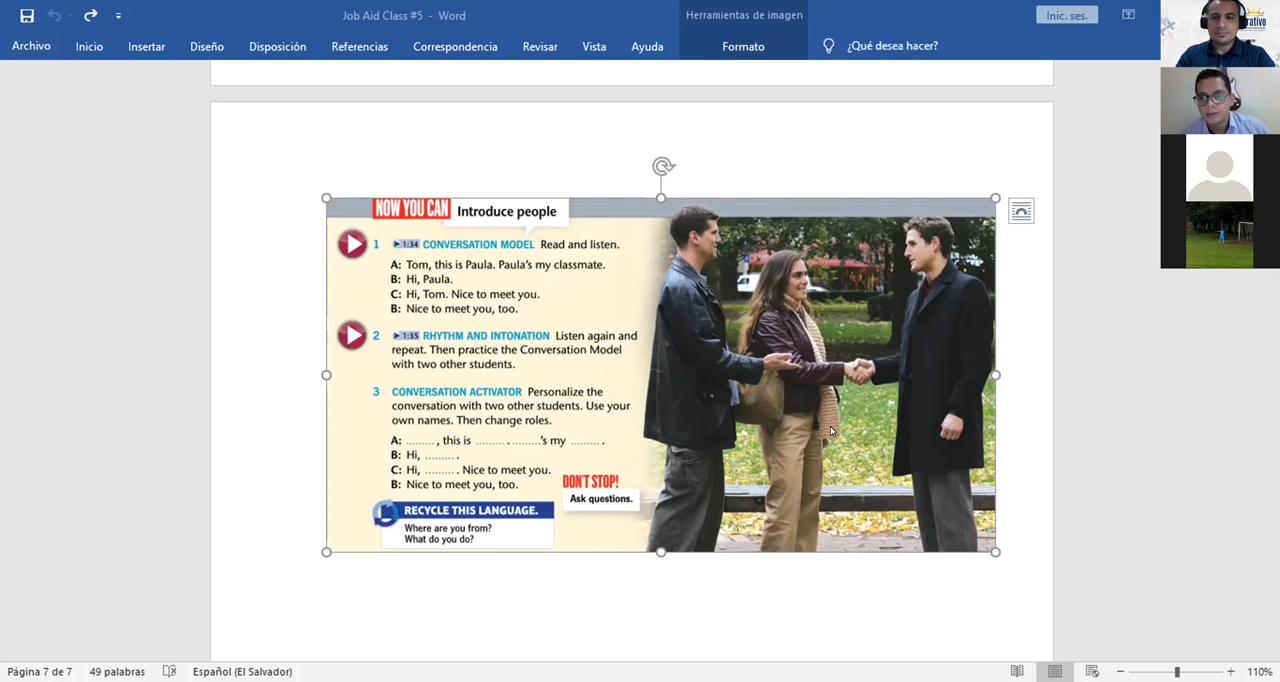 Job Aid Class #5 - Word
Herramientas de imagen
Inic. ses.
Archivo
Inicio
Insertar
Diseño
Disposición
Referencias
Correspondencia
Revisar
Vista
Ayuda
Formato
¿Qué desea hacer?
NOW YOU CAN Introduce people
1 1:34 CONVERSATION MODEL Read and listen.
A: Tom, this is Paula. Paula's my classmate.
B: Hi, Paula.
C: Hi, Tom. Nice to meet you.
B: Nice to meet you, too.
2 1:35 RHYTHM AND INTONATION Listen again and
repeat. Then practice the Conversation Model
with two other students.
3 CONVERSATION ACTIVATOR Personalize the
conversation with two other students. Use your
own names. Then change roles.
A: ........, this is ........ . ........'s my ........ .
B: Hi, ........ .
C: Hi, ........ . Nice to meet you.
B: Nice to meet you, too.
DON'T STOP!
Ask questions.
RECYCLE THIS LANGUAGE.
Where are you from?
What do you do?
Página 7 de 7
49 palabras
Español (El Salvador)
110%